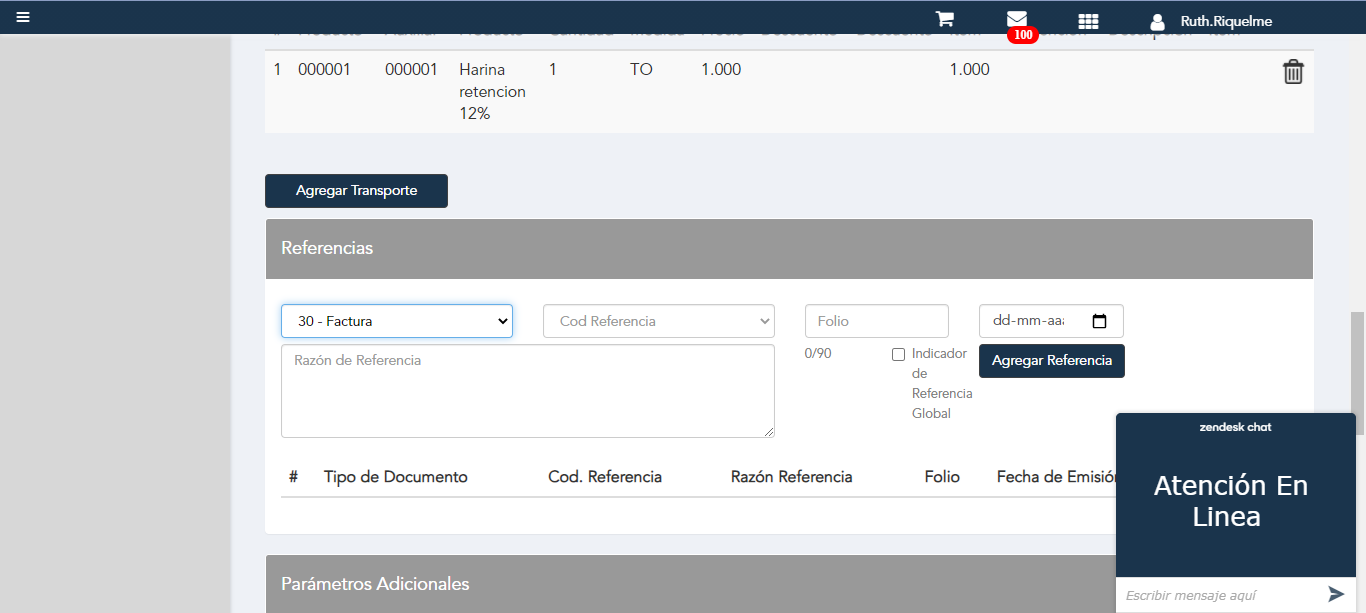 Ruth.Riquelme
100
1 000001 000001 Harina 1 TO 1.000 1.000
retencion
12%
Agregar Transporte
Referencias
30 - Factura Cod Referencia Folio dd-mm-aaa
Razón de Referencia 0/90 Indicador Agregar Referencia
de
Referencia
Global
zendesk chat
# Tipo de Documento Cod. Referencia Razón Referencia Folio Fecha de Emisión
Atención En
Linea
Parámetros Adicionales
Escribir mensaje aquí